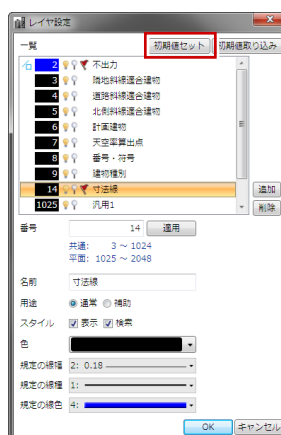 レイヤ設定
一覧 初期値セット 初期値取り込み
2 不出力
3 隣地斜線適合建物
4 道路斜線適合建物
5 北側斜線適合建物
6 計画建物
7 天空率算出点
8 番号・符号
9 建物種別
14 寸法線
1025 汎用1
追加
削除
番号 14 適用
共通: 3 ～ 1024
平面: 1025 ～ 2048
名前 寸法線
用途 通常 補助
スタイル 表示 検索
色
規定の線幅 2: 0.18
規定の線種 1:
規定の線色 4:
OK キャンセル